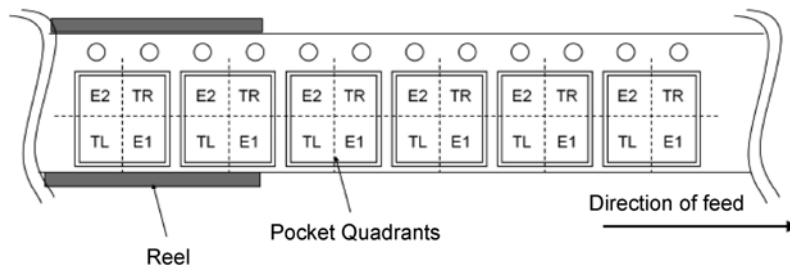 E2 TR E2 TR E2 TR E2 TR E2 TR E2 TR
TL E1 TL E1 TL E1 TL E1 TL E1 TL E1
Direction of feed
Pocket Quadrants
Reel